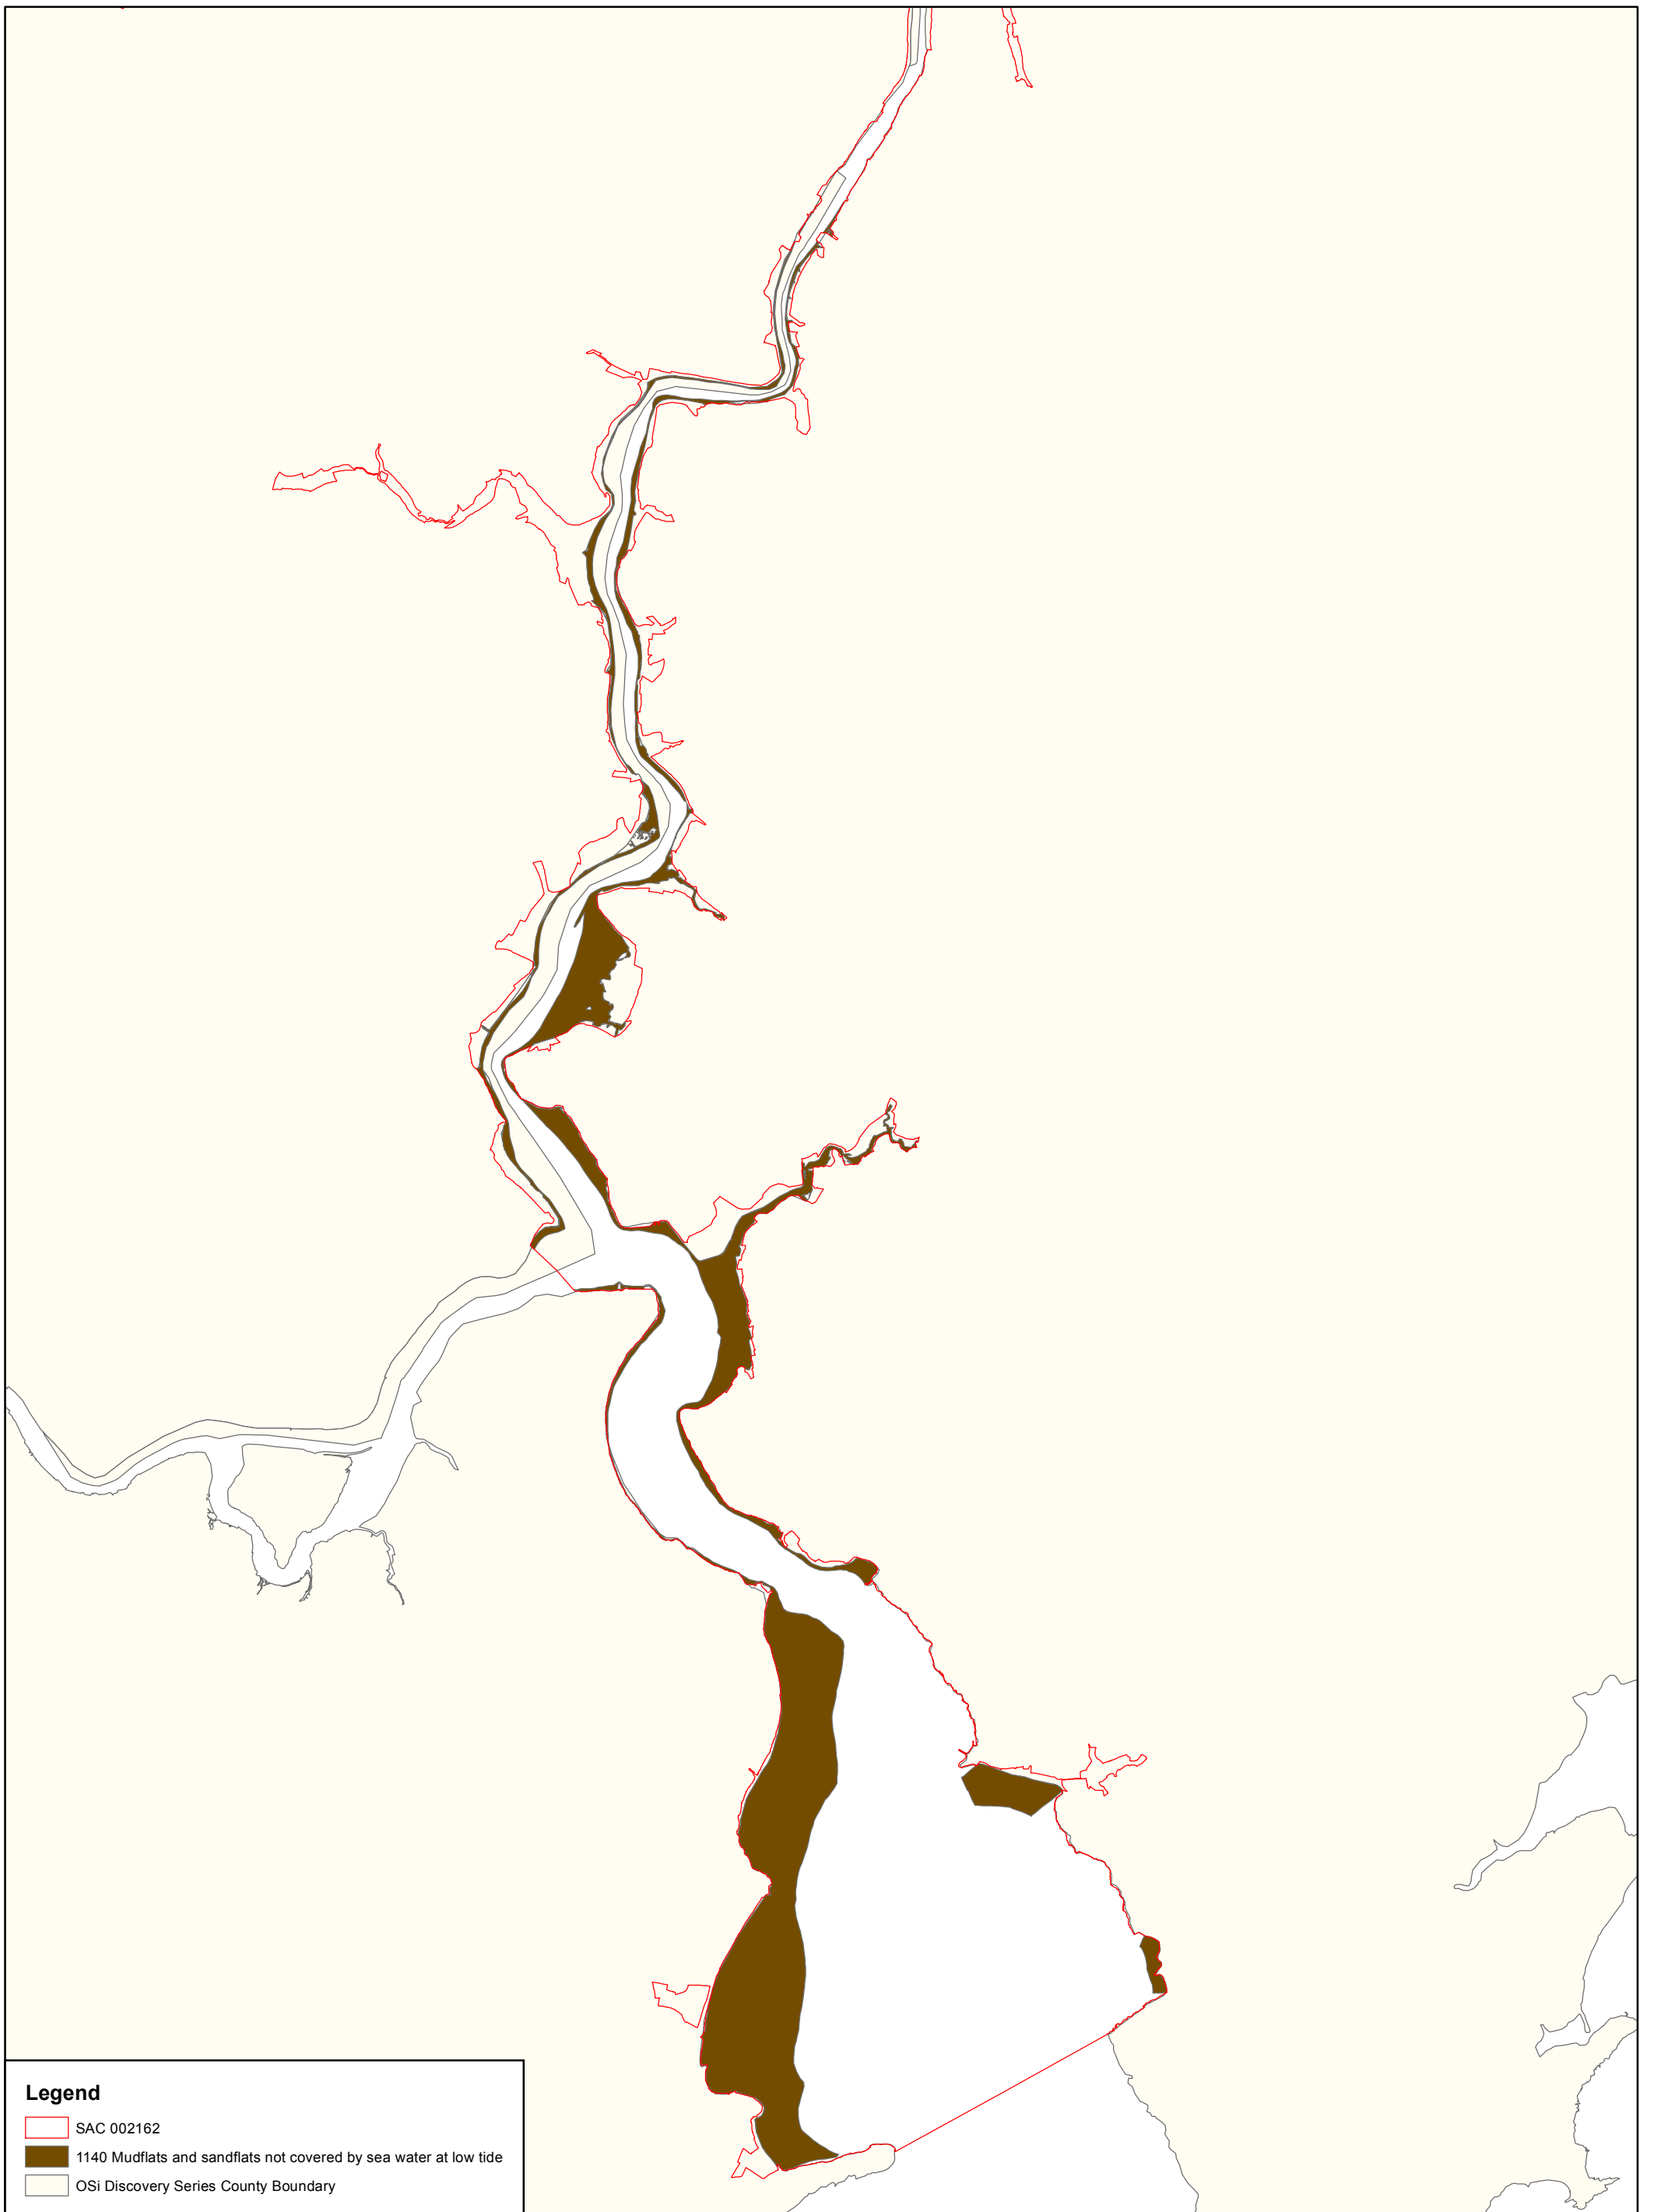 Legend
SAC 002162
1140 Mudflats and sandflats not covered by sea water at low tide
OSi Discovery Series County Boundary